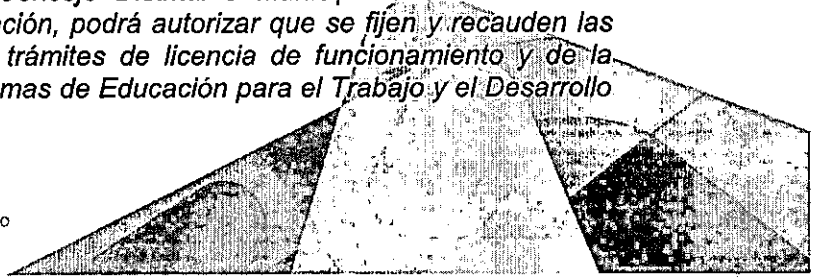 ción, podrá autorizar que se fijen y recauden las
trámites de licencia de funcionamiento y de la
mas de Educación para el Trabajo y el Desarrollo
o